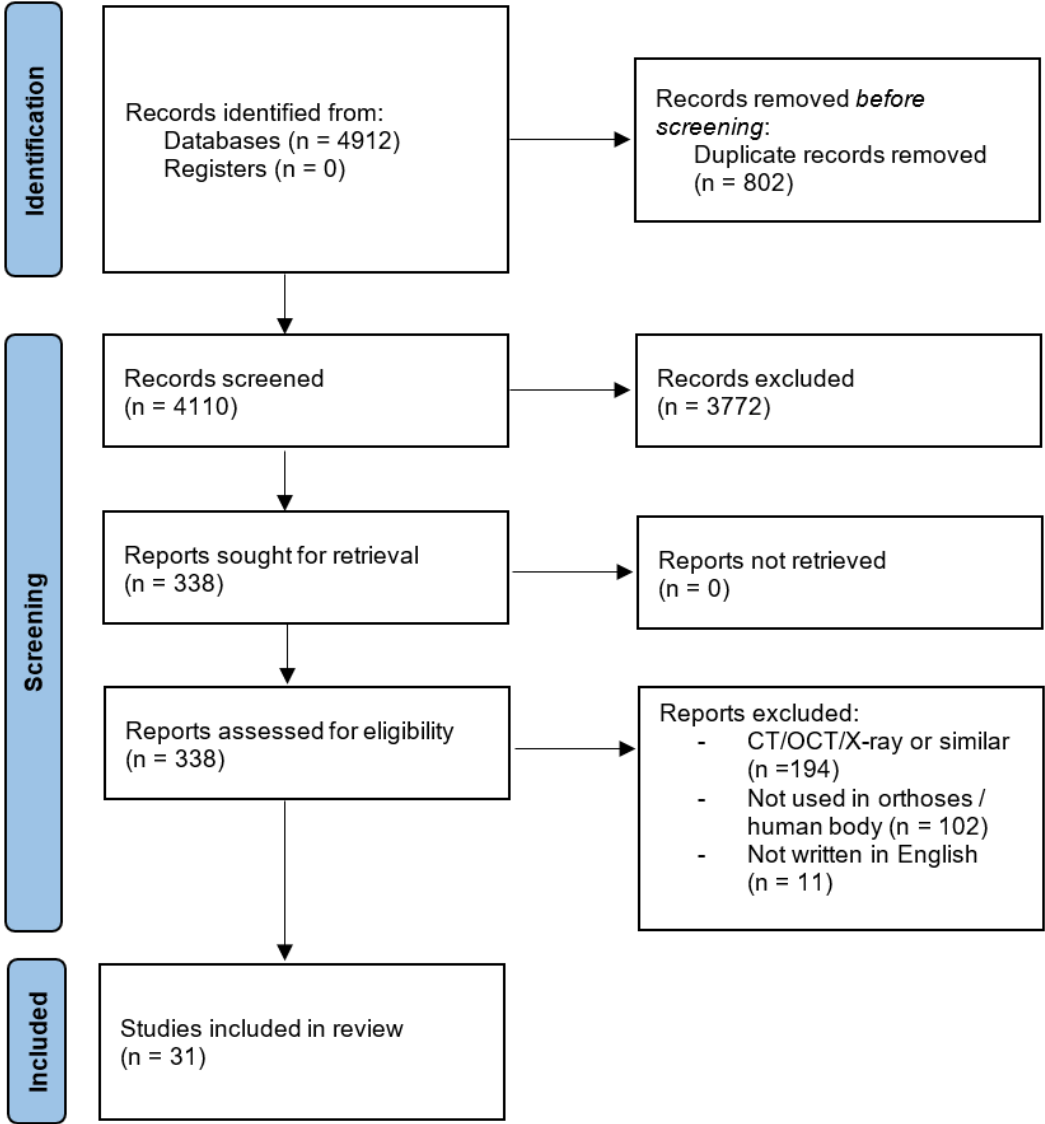 Identification
Records identified from:
Databases (n = 4912)
Registers (n = 0)
Records removed before
screening:
Duplicate records removed
(n = 802)
Screening
Records screened
(n = 4110)
Records excluded
(n = 3772)
Reports sought for retrieval
(n = 338)
Reports not retrieved
(n = 0)
Reports assessed for eligibility
(n = 338)
Reports excluded:
- CT/OCT/X-ray or similar
(n =194)
- Not used in orthoses /
human body (n = 102)
- Not written in English
(n = 11)
Included
Studies included in review
(n = 31)